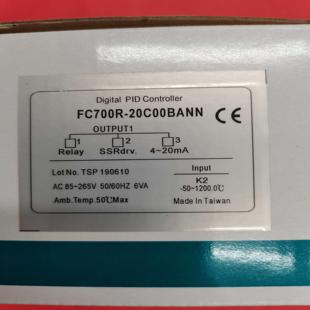 Digital PID Controller
FC700R-20C00BANN
CE
OUTPUT1
1 2 3
Relay SSRdrv. 4~20mA
Lot No. TSP 190610
AC 85~265V 50/60HZ 6VA
Amb.Temp.50℃Max
Input
K2
-50~1200.0℃
Made In Taiwan